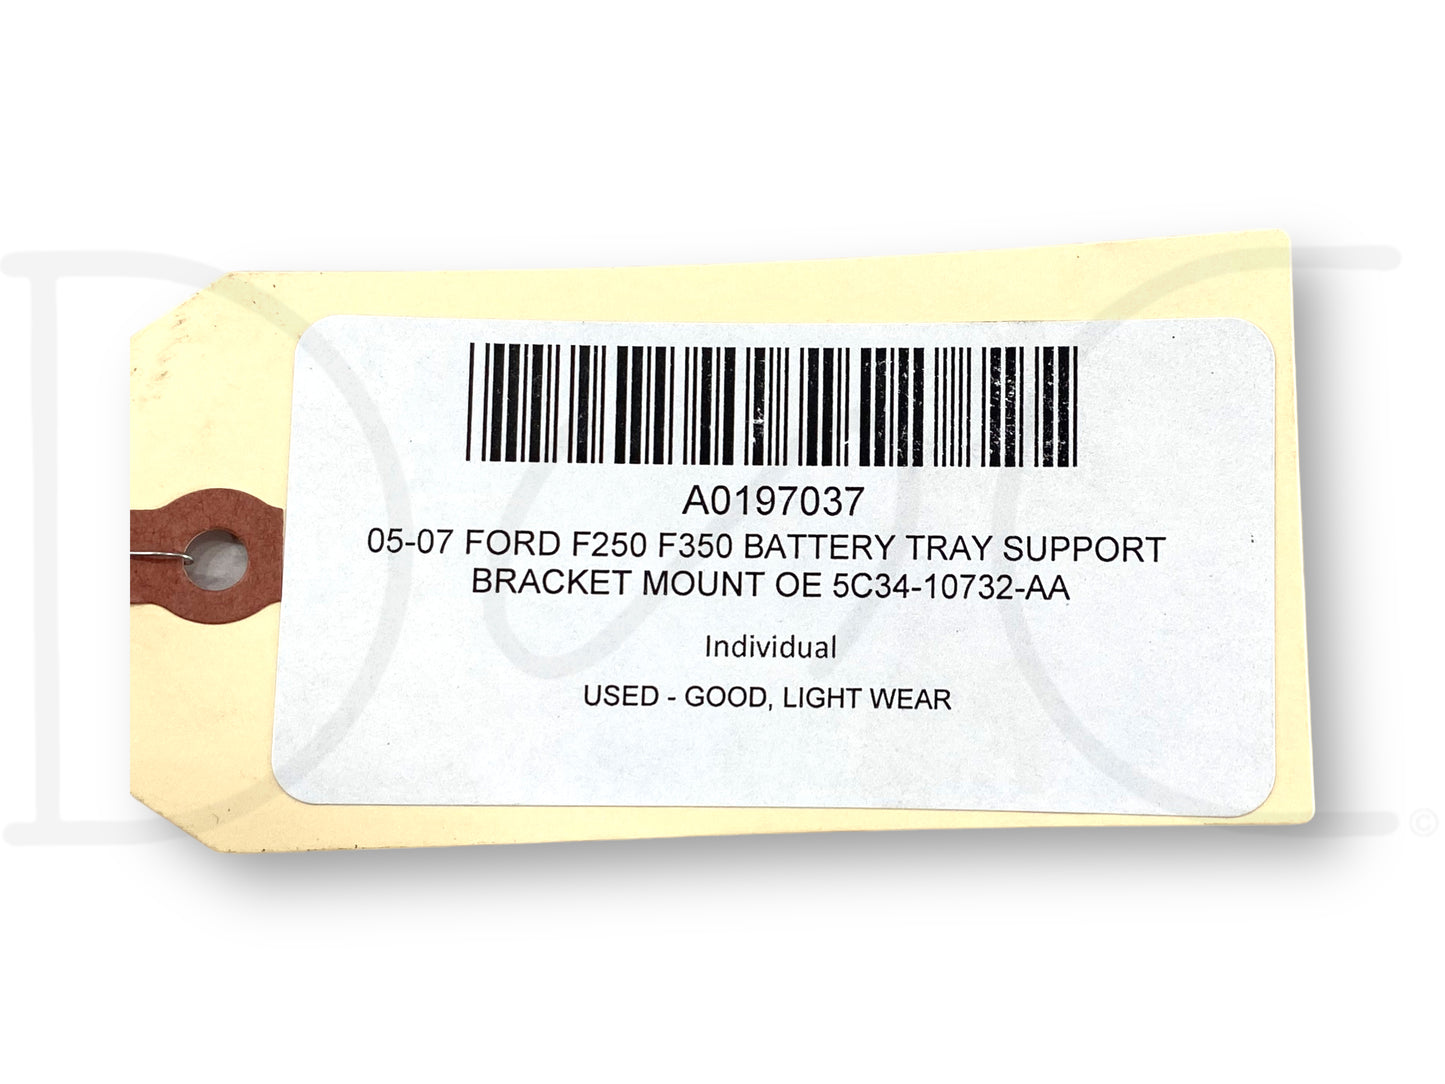 A0197037
05-07 FORD F250 F350 BATTERY TRAY SUPPORT
BRACKET MOUNT OE 5C34-10732-AA
Individual
USED - GOOD, LIGHT WEAR
©